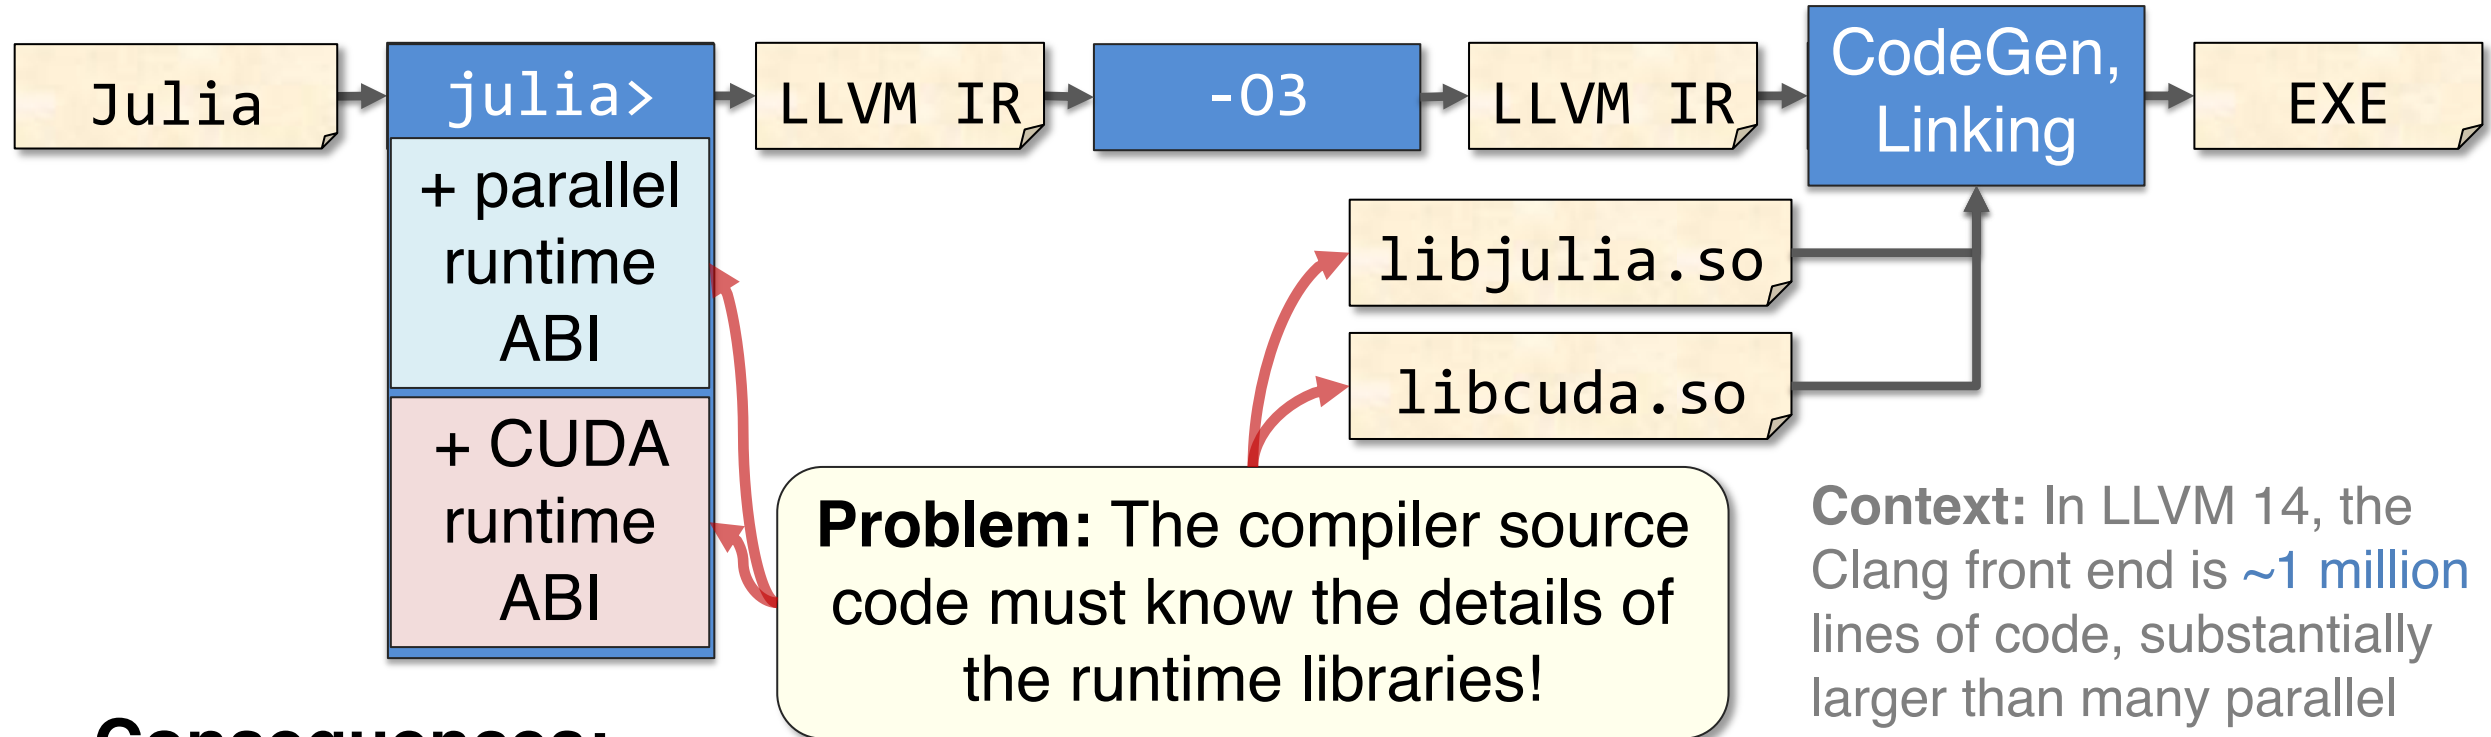 Julia
julia>
LLVM IR
-O3
LLVM IR
CodeGen,
Linking
EXE
+ parallel
runtime
ABI
+ CUDA
runtime
ABI
libjulia.so
libcuda.so
Problem: The compiler source
code must know the details of
the runtime libraries!
Context: In LLVM 14, the
Clang front end is ~1 million
lines of code, substantially
larger than many parallel
Consequences: